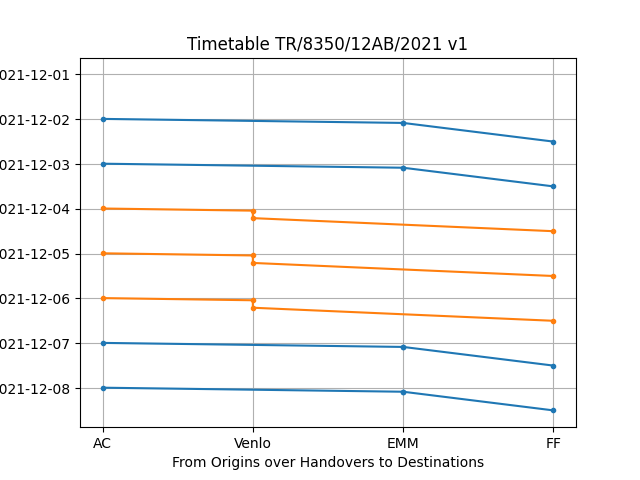 Timetable TR/8350/12AB/2021 v1
021-12-01
021-12-02
021-12-03
021-12-04
021-12-05
021-12-06
021-12-07
021-12-08
AC Venlo EMM FF
From Origins over Handovers to Destinations